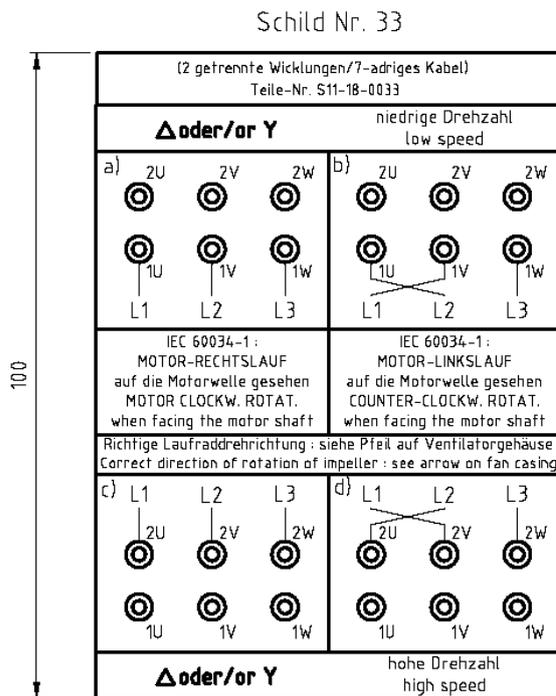 Schild Nr. 33
(2 getrennte Wicklungen/7-adriges Kabel)
Teile-Nr. S11-18-0033
Δ oder/or Y
niedrige Drehzahl
low speed
a) 2U 2V 2W
1U 1V 1W
L1 L2 L3
b) 2U 2V 2W
1U 1V 1W
L1 L2 L3
IEC 60034-1 :
MOTOR-RECHTSLAUF
auf die Motorwelle gesehen
MOTOR CLOCKW. ROTAT.
when facing the motor shaft
IEC 60034-1 :
MOTOR-LINKSLAUF
auf die Motorwelle gesehen
COUNTER-CLOCKW. ROTAT.
when facing the motor shaft
100
Richtige Laufraddrehrichtung : siehe Pfeil auf Ventilatorgehäuse
Correct direction of rotation of impeller : see arrow on fan casing
c) L1 L2 L3
2U 2V 2W
1U 1V 1W
d) L1 L2 L3
2U 2V 2W
1U 1V 1W
Δ oder/or Y
hohe Drehzahl
high speed